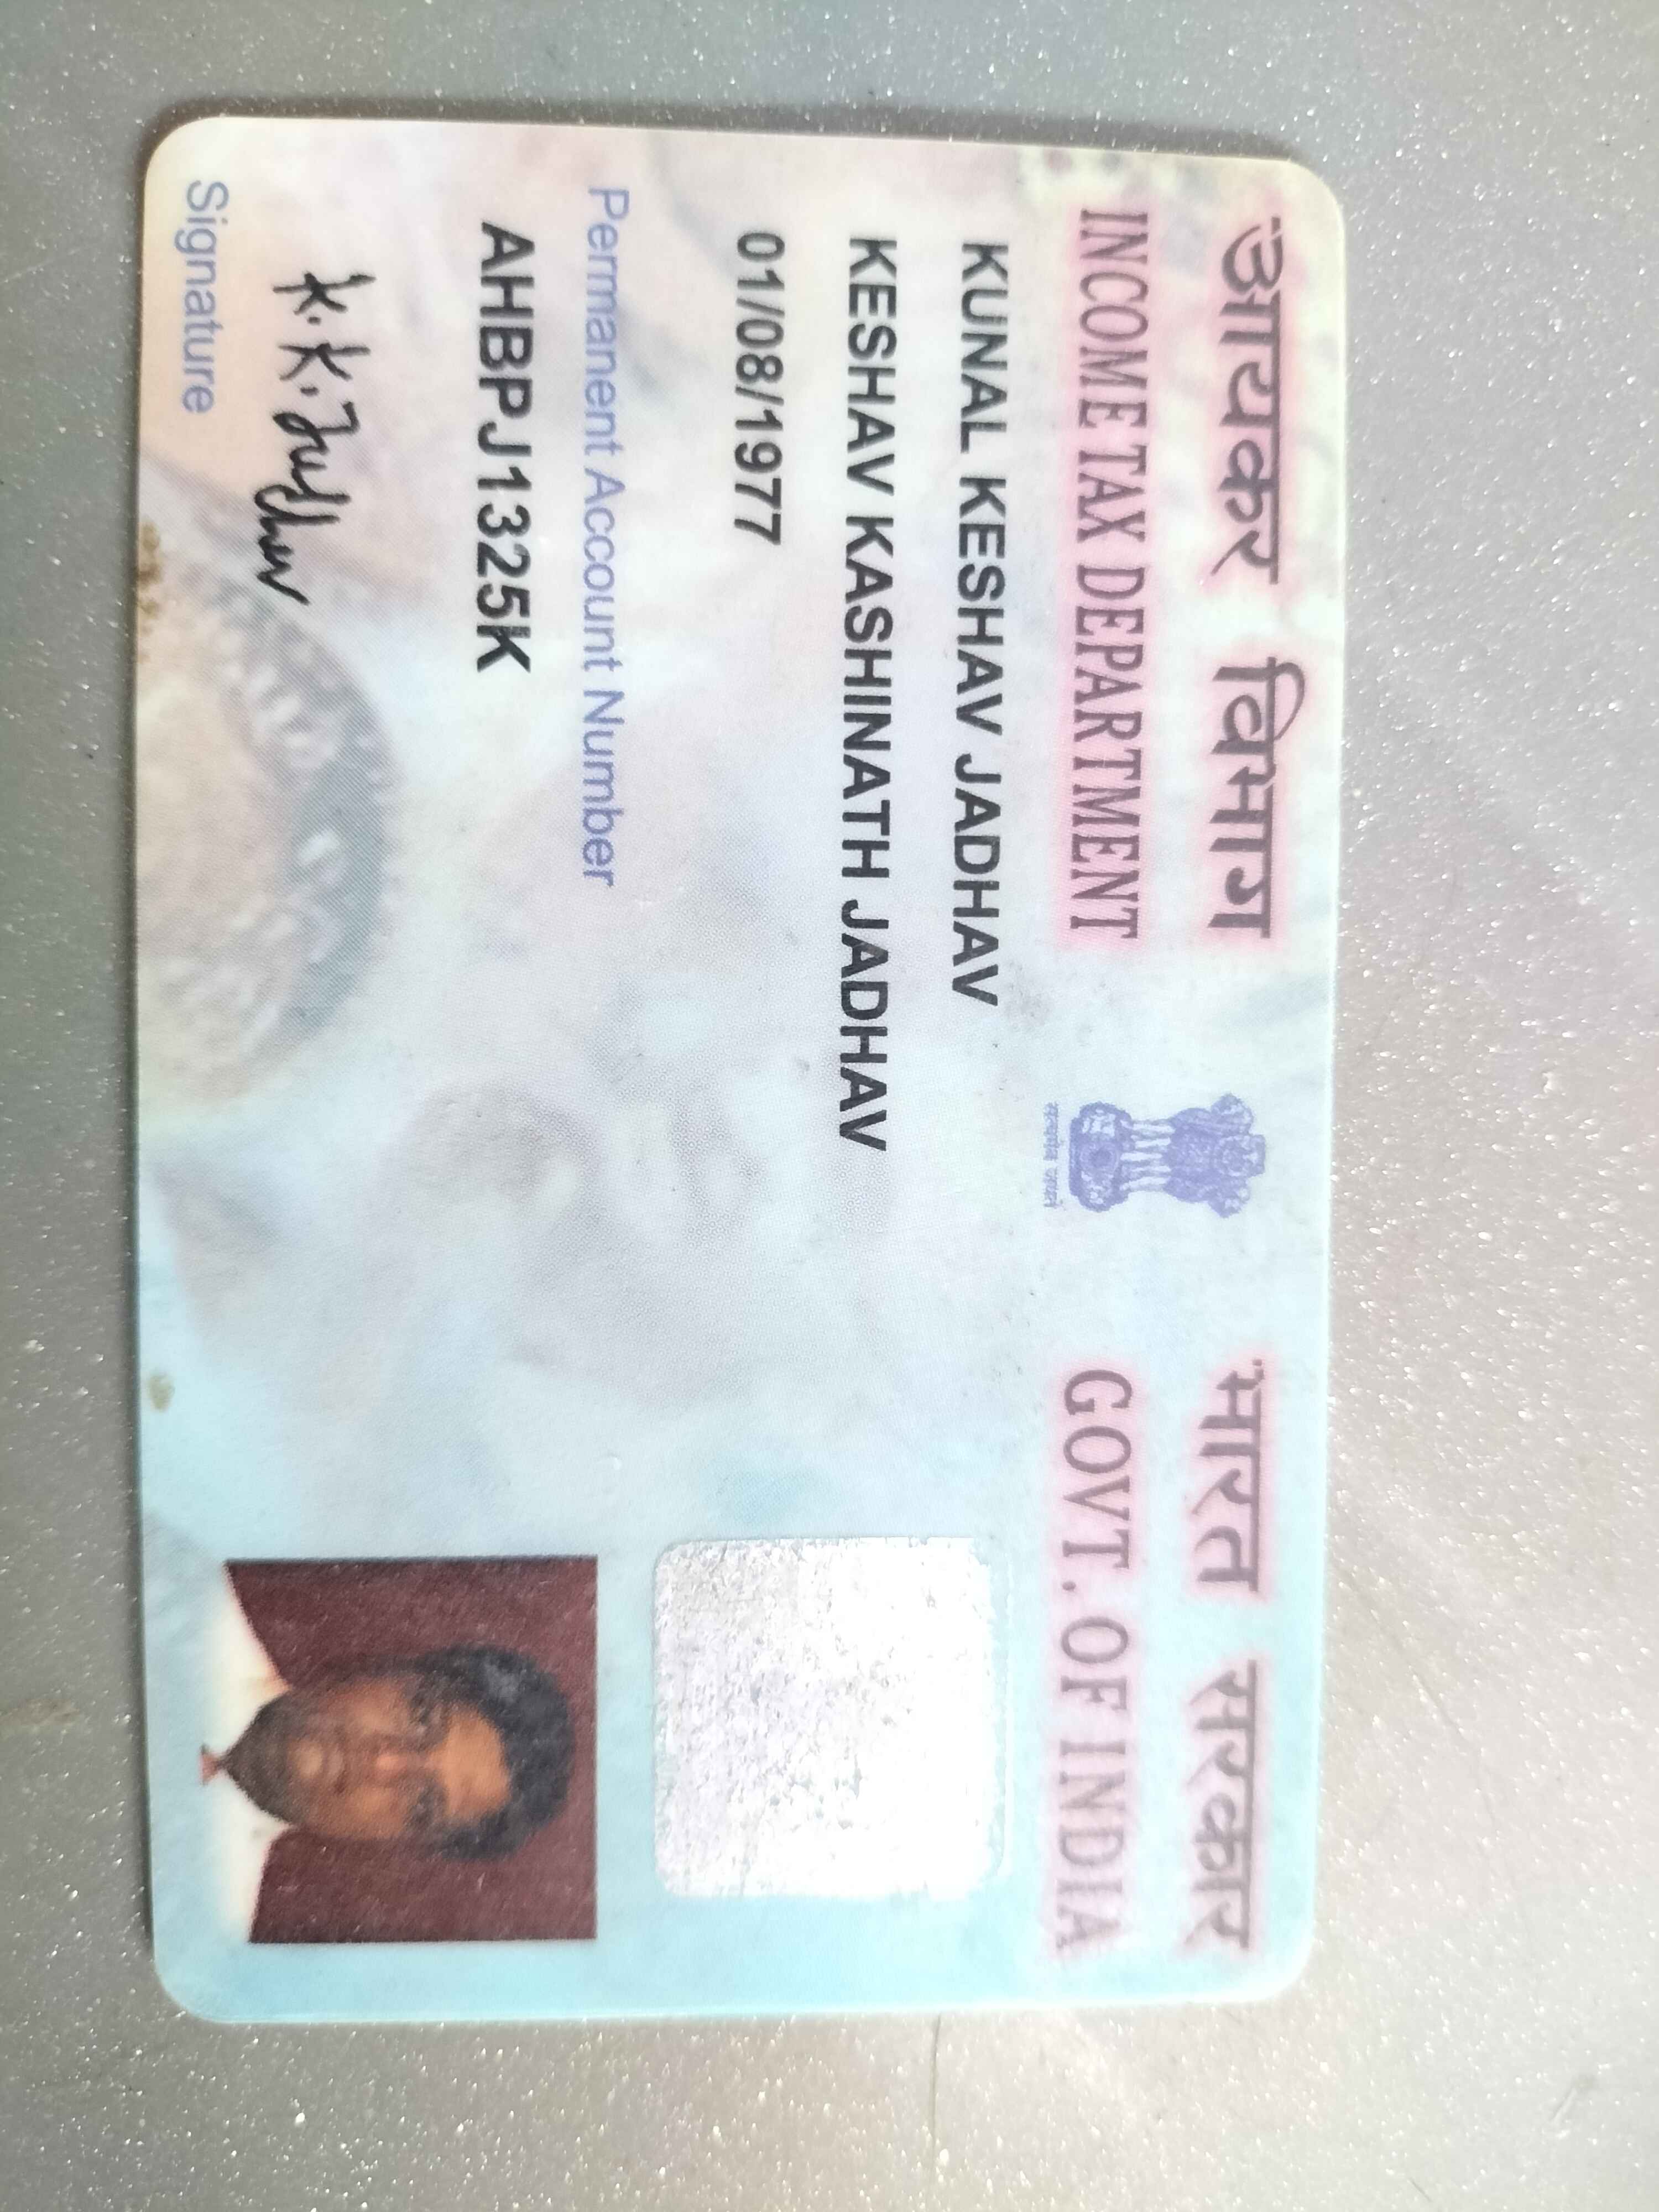 आयकर विभाग
INCOME TAX DEPARTMENT
भारत सरकार
GOVT. OF INDIA
सत्यमेव जयते
KUNAL KESHAV JADHAV
KESHAV KASHINATH JADHAV
01/08/1977
Permanent Account Number
AHBPJ1325K
K. K. Jadhav
Signature